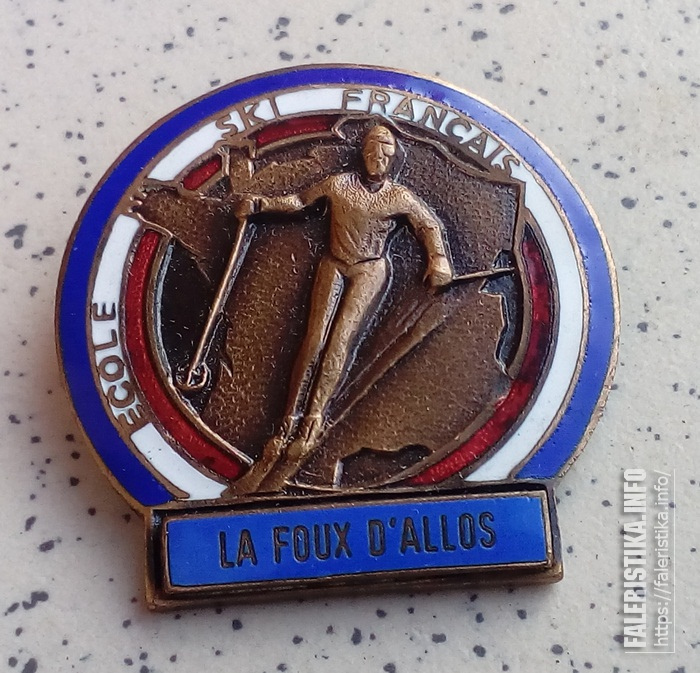 ECOLE SKI FRANCAIS
LA FOUX D'ALLOS
FALERISTIKA.INFO
https://faleristika.info/